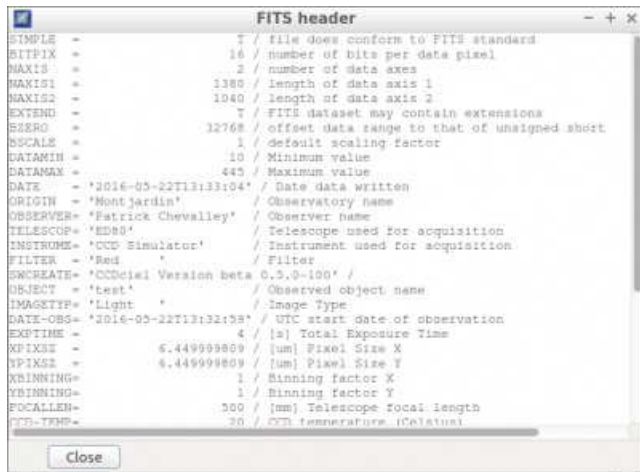 FITS header
SIMPLE  =                    T / file does conform to FITS standard
BITPIX  =                   16 / number of bits per data pixel
NAXIS   =                    2 / number of data axes
NAXIS1  =                 1380 / length of data axis 1
NAXIS2  =                 1040 / length of data axis 2
EXTEND  =                    T / FITS dataset may contain extensions
BZERO   =                32768 / offset data range to that of unsigned short
BSCALE  =                    1 / default scaling factor
DATAMIN =                   10 / Minimum value
DATAMAX =                  445 / Maximum value
DATE    = '2016-05-22T13:33:04' / Date data written
ORIGIN  = 'Montjardin'         / Observatory name
OBSERVER= 'Patrick Chevalley'  / Observer name
TELESCOP= 'ED80'               / Telescope used for acquisition
INSTRUME= 'CCD Simulator'      / Instrument used for acquisition
FILTER  = 'Red     '           / Filter
SWCREATE= 'CCDciel Version beta 0.5.0-100' /
OBJECT  = 'test'               / Observed object name
IMAGETYP= 'Light   '           / Image Type
DATE-OBS= '2016-05-22T13:32:59' / UTC start date of observation
EXPTIME =                    4 / [s] Total Exposure Time
XPIXSZ  =          6.449999809 / [um] Pixel Size X
YPIXSZ  =          6.449999809 / [um] Pixel Size Y
XBINNING=                    1 / Binning factor X
YBINNING=                    1 / Binning factor Y
FOCALLEN=                  500 / [mm] Telescope focal length
CCD-TEMP=                   20 / CCD temperature (Celsius)
Close